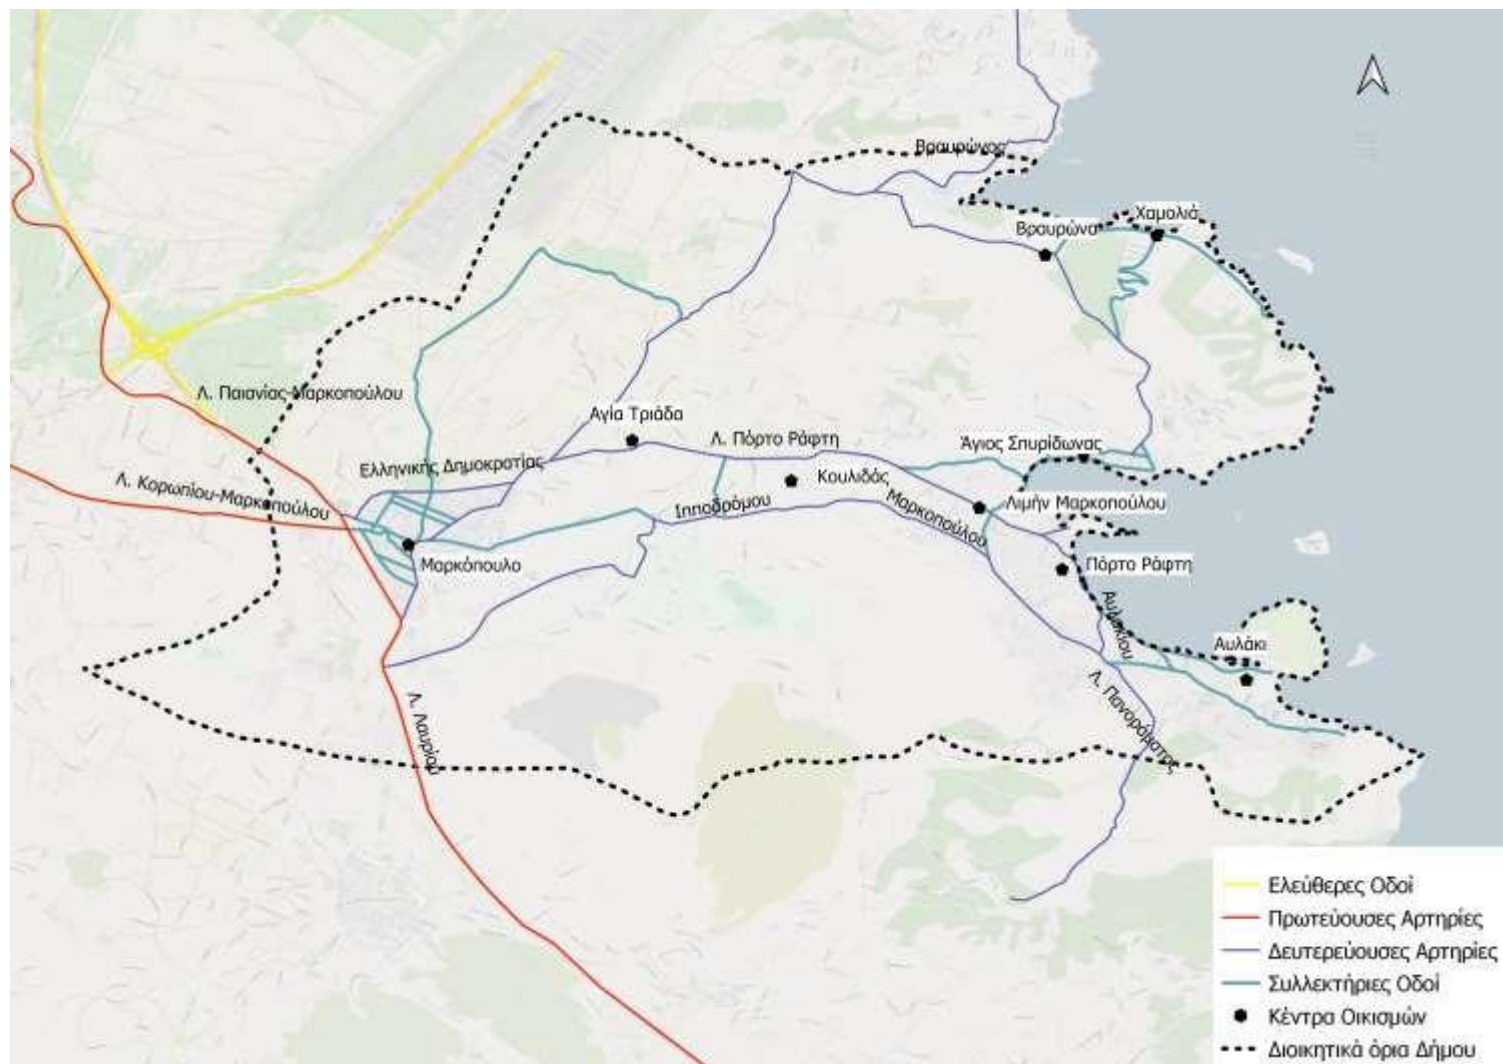 Βραυρώνος
Χαμολιά
Βραυρώνα
Λ. Παιανίας-Μαρκοπούλου
Αγία Τριάδα
Λ. Πόρτο Ράφτη
Άγιος Σπυρίδωνας
Ελληνικής Δημοκρατίας
Κουλιδάς
Λ. Κορωπίου-Μαρκοπούλου
Ιπποδρόμου
Μαρκοπούλου
Λιμήν Μαρκοπούλου
Μαρκόπουλο
Πόρτο Ράφτη
Αυλακίου
Αυλάκι
Λ. Πανοράματος
Λ. Λαυρίου
Ελεύθερες Οδοί
Πρωτεύουσες Αρτηρίες
Δευτερεύουσες Αρτηρίες
Συλλεκτήριες Οδοί
Κέντρα Οικισμών
Διοικητικά όρια Δήμου